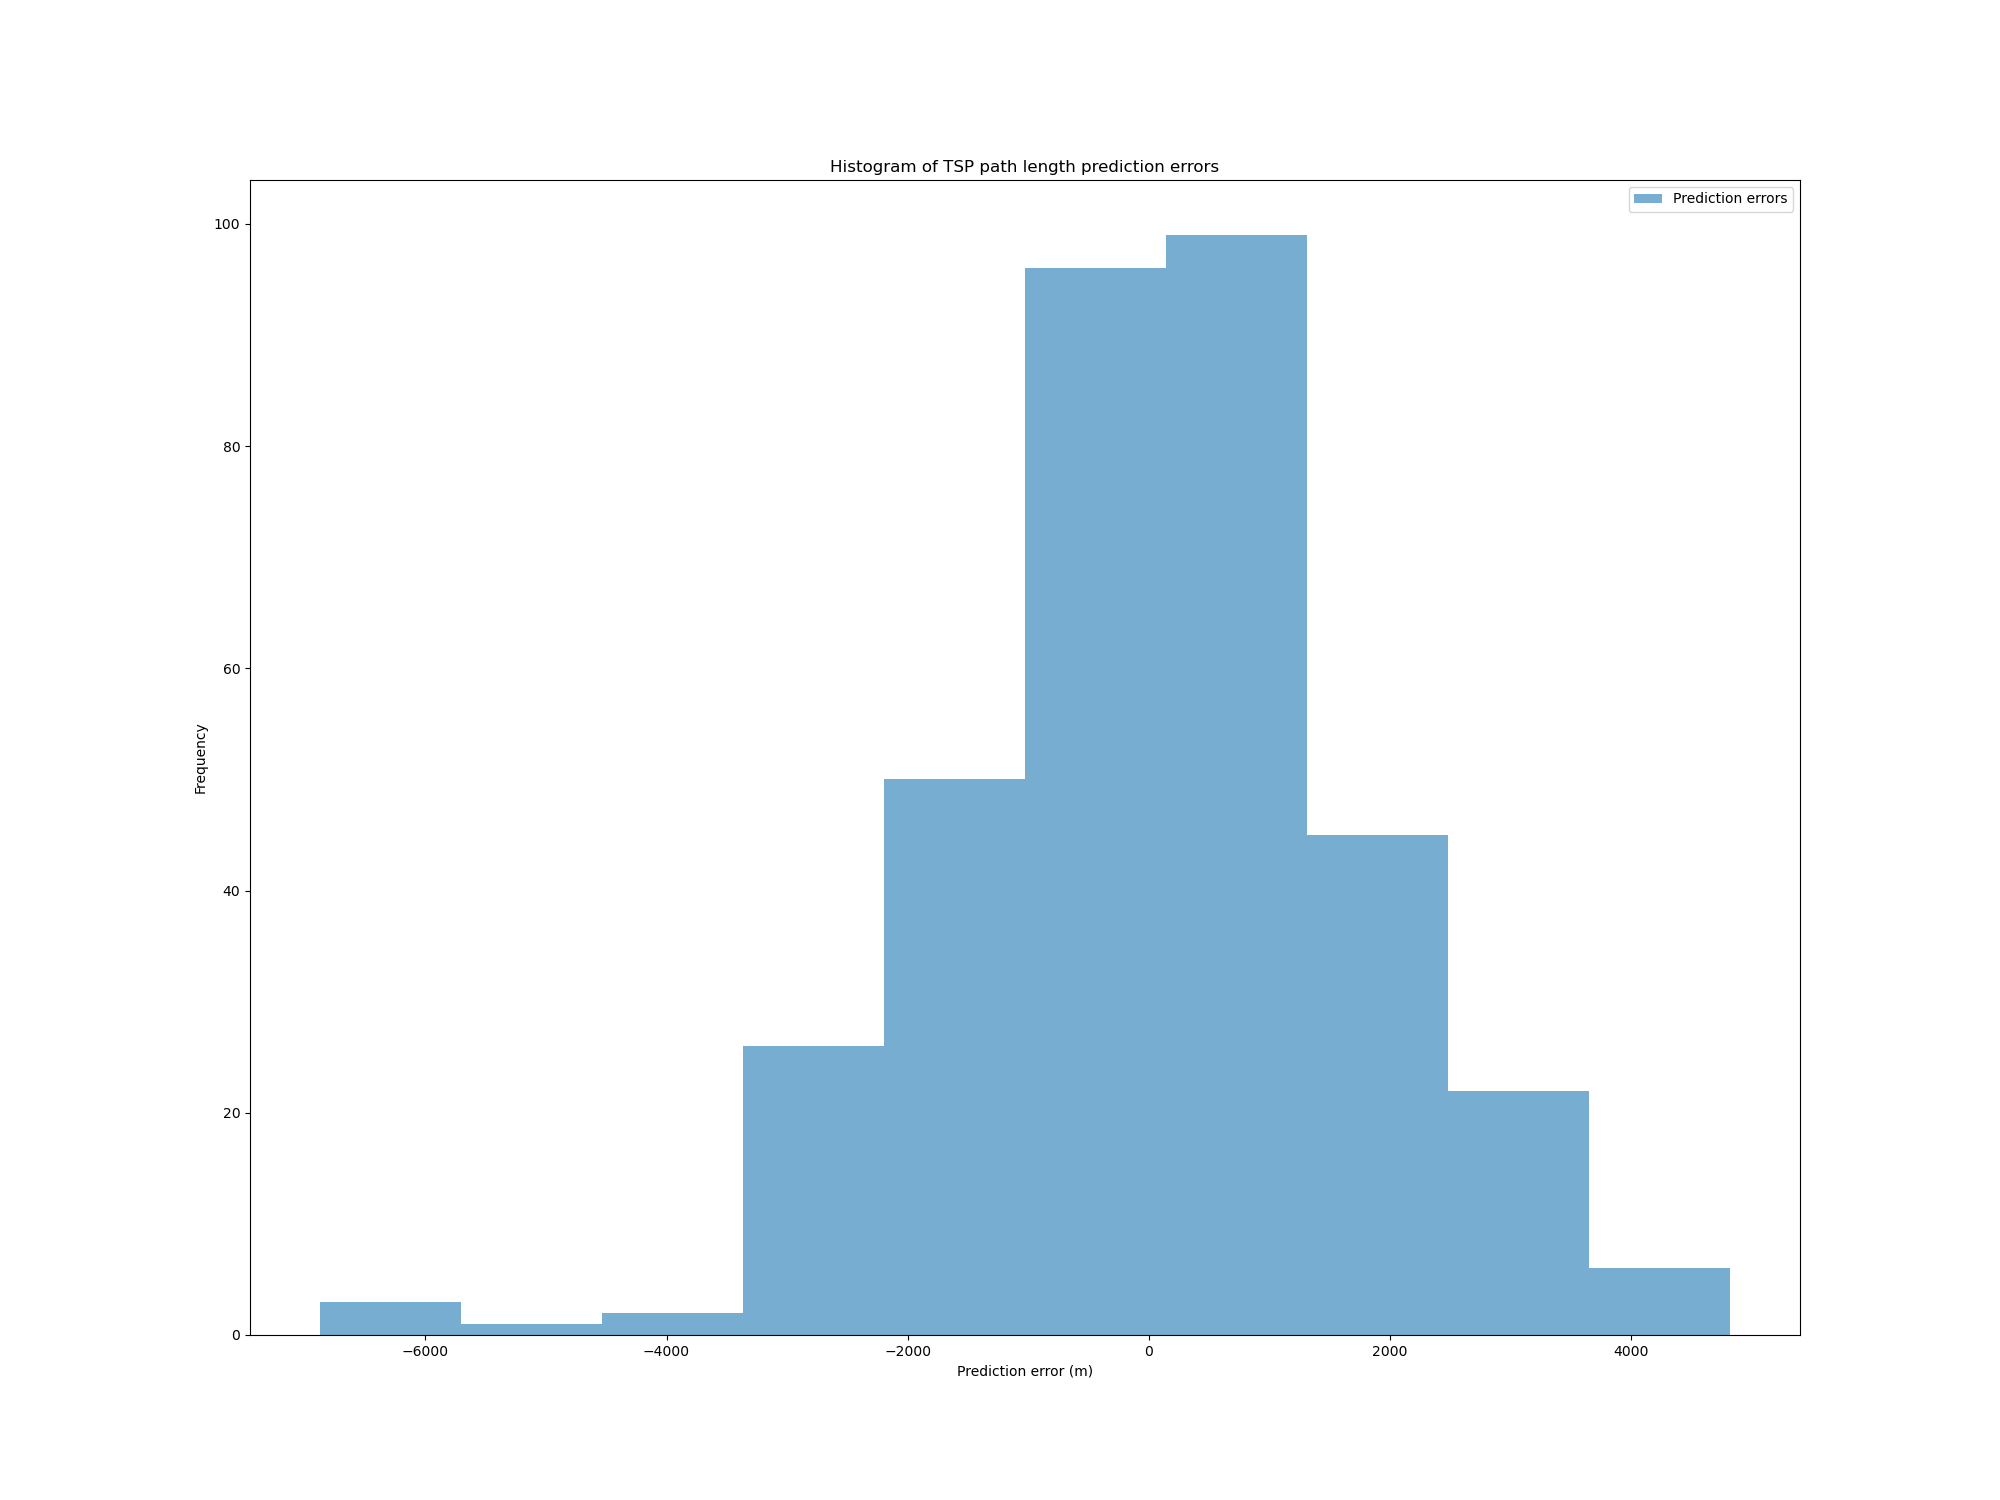 Histogram of TSP path length prediction errors
Prediction errors
100
80
60
40
20
0
Frequency
−6000 −4000 −2000 0 2000 4000
Prediction error (m)